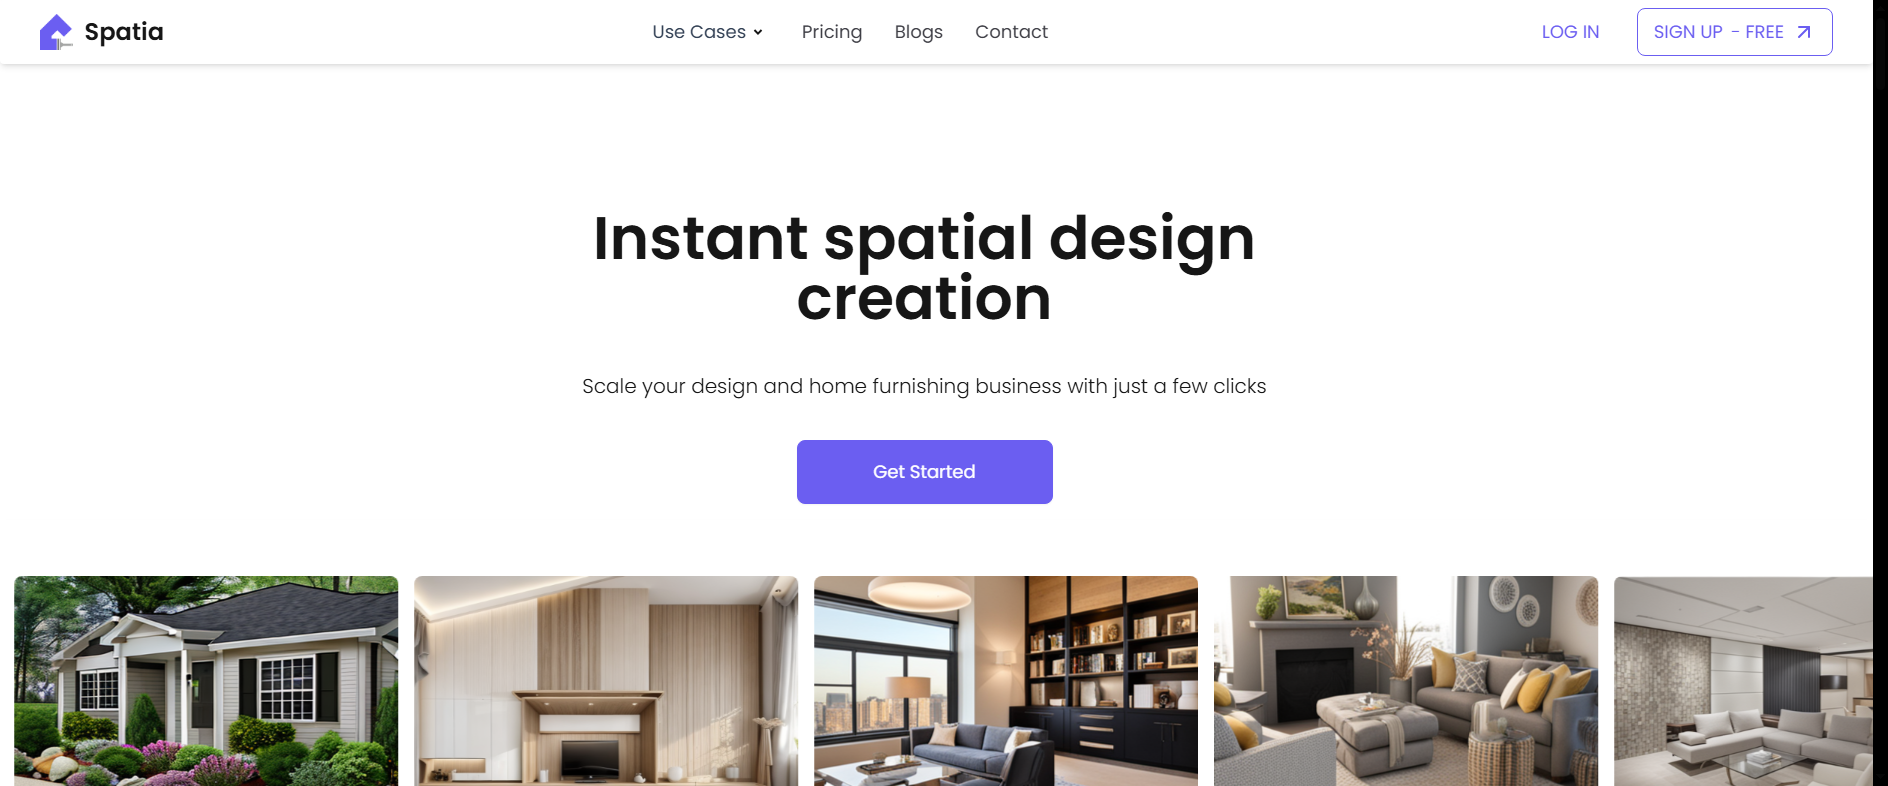 Spatia
Use Cases
Pricing
Blogs
Contact
LOG IN
SIGN UP - FREE
Instant spatial design
creation
Scale your design and home furnishing business with just a few clicks
Get Started